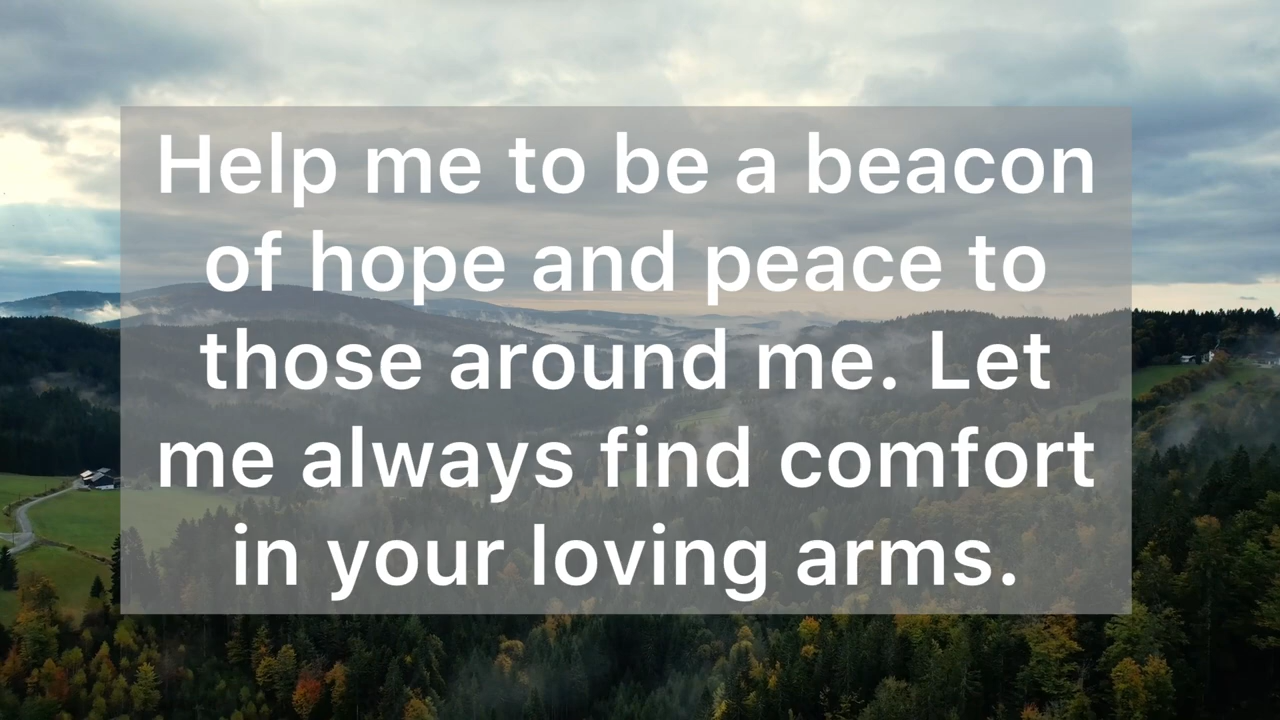 Help me to be a beacon
of hope and peace to
those around me. Let
me always find comfort
in your loving arms.